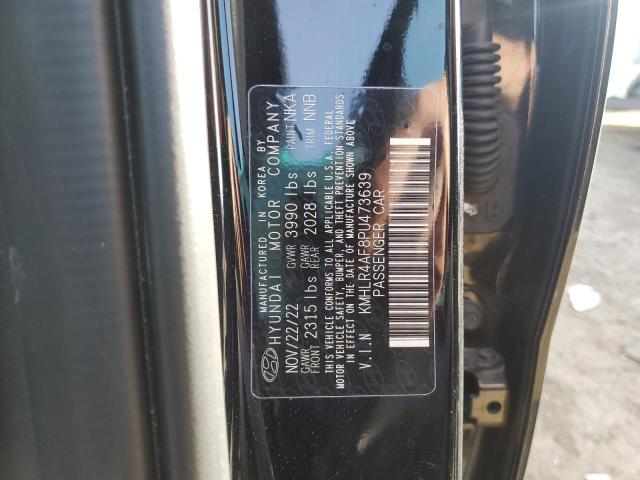 MANUFACTURED IN KOREA BY
HYUNDAI MOTOR COMPANY
NOV/22/22 GVWR 3990 lbs PAINT NKA
GAWR FRONT 2315 lbs GAWR REAR 2028 lbs TRIM NNB
THIS VEHICLE CONFORMS TO ALL APPLICABLE U.S.A. FEDERAL
MOTOR VEHICLE SAFETY, BUMPER, AND THEFT PREVENTION STANDARDS
IN EFFECT ON THE DATE OF MANUFACTURE SHOWN ABOVE
V.I.N KMHLR4AF8PU473639
PASSENGER CAR